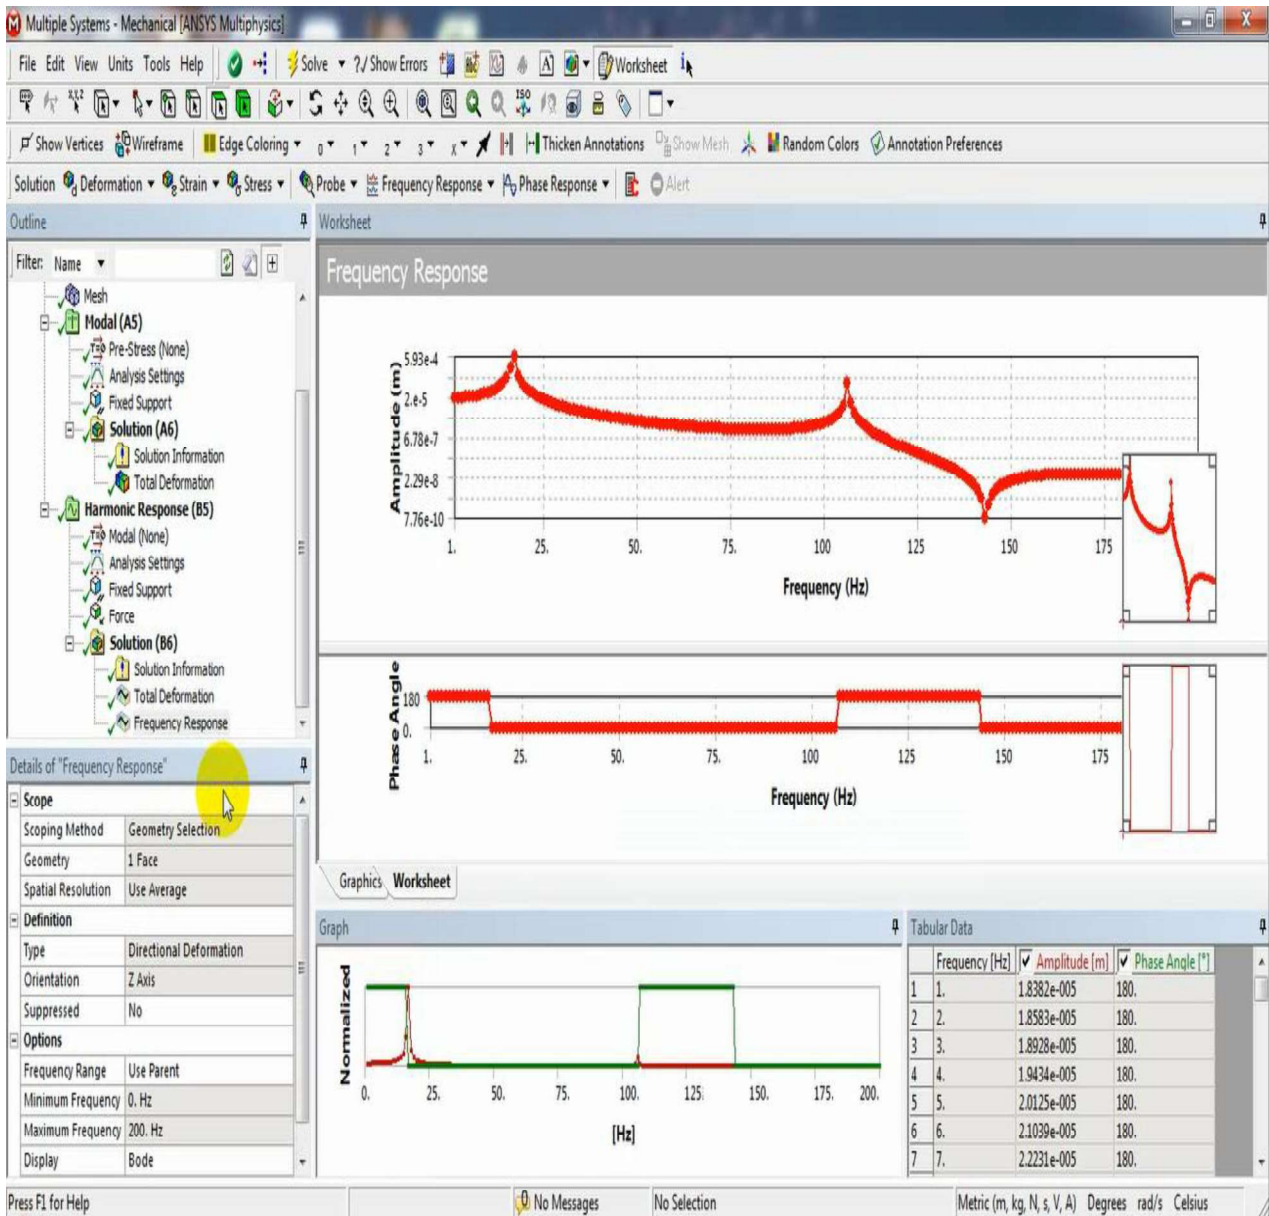 Multiple Systems - Mechanical [ANSYS Multiphysics]
File Edit View Units Tools Help Solve ?/ Show Errors Worksheet
Show Vertices Wireframe Edge Coloring 0 1 2 3 X Thicken Annotations Show Mesh Random Colors Annotation Preferences
Solution Deformation Strain Stress Probe Frequency Response Phase Response Alert
Outline
Filter: Name
Mesh
Modal (A5)
Pre-Stress (None)
Analysis Settings
Fixed Support
Solution (A6)
Solution Information
Total Deformation
Harmonic Response (B5)
Modal (None)
Analysis Settings
Fixed Support
Force
Solution (B6)
Solution Information
Total Deformation
Frequency Response
Details of "Frequency Response"
Scope
Scoping Method Geometry Selection
Geometry 1 Face
Spatial Resolution Use Average
Definition
Type Directional Deformation
Orientation Z Axis
Suppressed No
Options
Frequency Range Use Parent
Minimum Frequency 0. Hz
Maximum Frequency 200. Hz
Display Bode
Worksheet
Frequency Response
Amplitude (m)
5.93e-4
2.e-5
6.78e-7
2.29e-8
7.76e-10
1. 25. 50. 75. 100 125 150 175
Frequency (Hz)
Phase Angle
180
0.
1. 25. 50. 75. 100 125 150 175
Frequency (Hz)
Graphics Worksheet
Graph
Normalized
0. 25. 50. 75. 100. 125. 150. 175. 200.
[Hz]
Tabular Data
Frequency [Hz] Amplitude [m] Phase Angle [°]
1 1. 1.8382e-005 180.
2 2. 1.8583e-005 180.
3 3. 1.8928e-005 180.
4 4. 1.9434e-005 180.
5 5. 2.0125e-005 180.
6 6. 2.1039e-005 180.
7 7. 2.2231e-005 180.
Press F1 for Help No Messages No Selection Metric (m, kg, N, s, V, A) Degrees rad/s Celsius